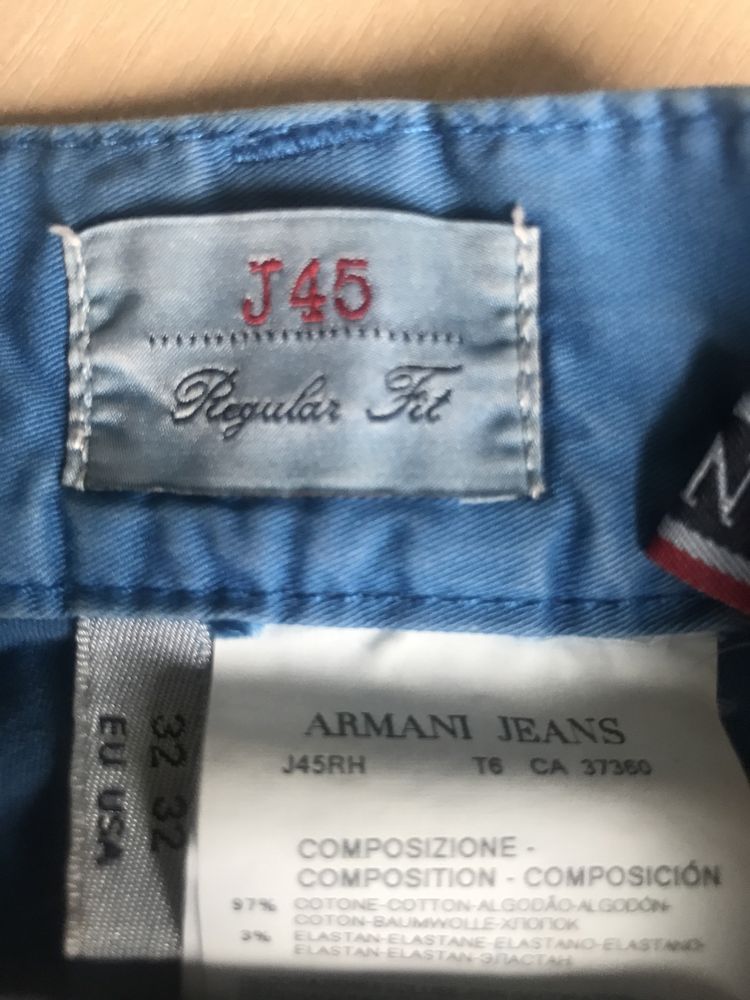 J45
Regular Fit
N
32 32
EU USA
ARMANI JEANS
J45RH T6 CA 37360
COMPOSIZIONE -
COMPOSITION - COMPOSICIÓN
97% COTONE-COTTON-ALGODÃO-ALGODÓN-
COTON-BAUMWOLLE-ХЛОПОК
3% ELASTAN-ELASTANE-ELASTANO-ELASTANO-
ELASTAN-ELASTAN-ЭЛАСТАН